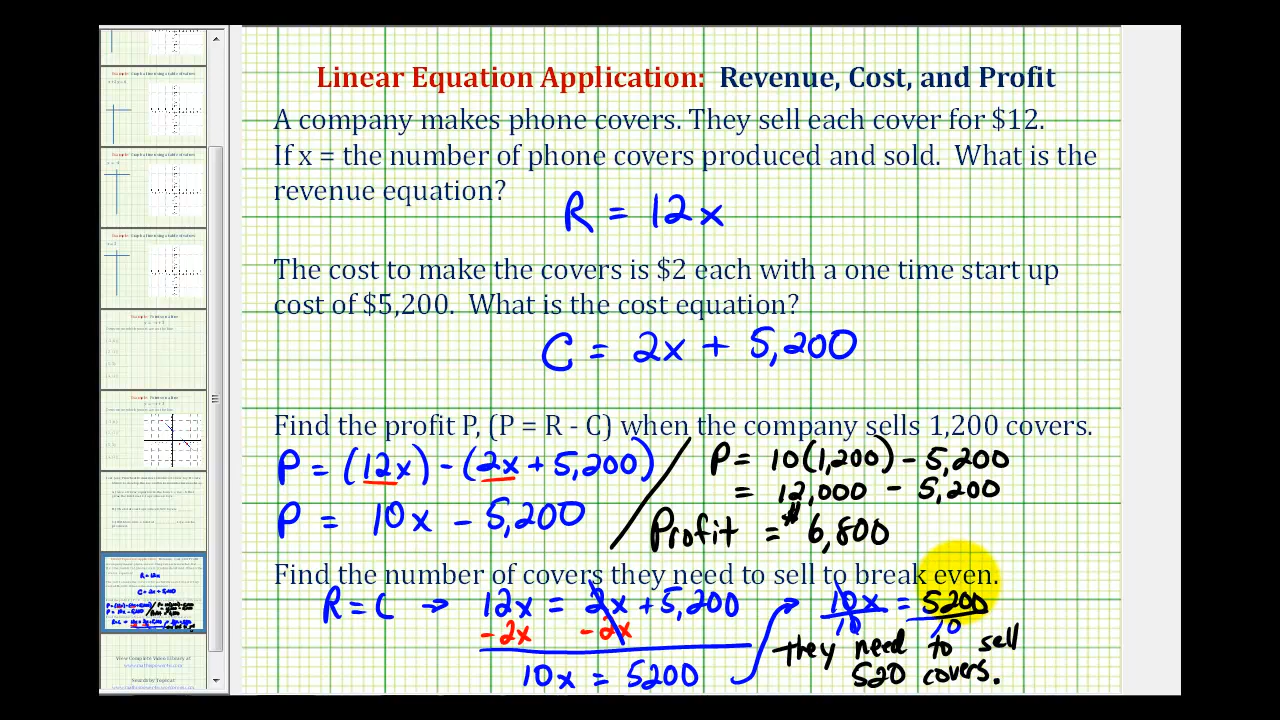 Linear Equation Application: Revenue, Cost, and Profit
A company makes phone covers. They sell each cover for $12.
If x = the number of phone covers produced and sold. What is the
revenue equation?
R = 12x
The cost to make the covers is $2 each with a one time start up
cost of $5,200. What is the cost equation?
C = 2x + 5,200
Find the profit P, (P = R - C) when the company sells 1,200 covers.
P = (12x) - (2x + 5,200)
P = 10x - 5,200
P = 10(1,200) - 5,200
= 12,000 - 5,200
Profit = $6,800
Find the number of covers they need to sell to break even.
R = C → 12x = 2x + 5,200
-2x -2x
10x = 5200
→ 10x = 5200
10 10
They need to sell
520 covers.
View Complete Video Library at